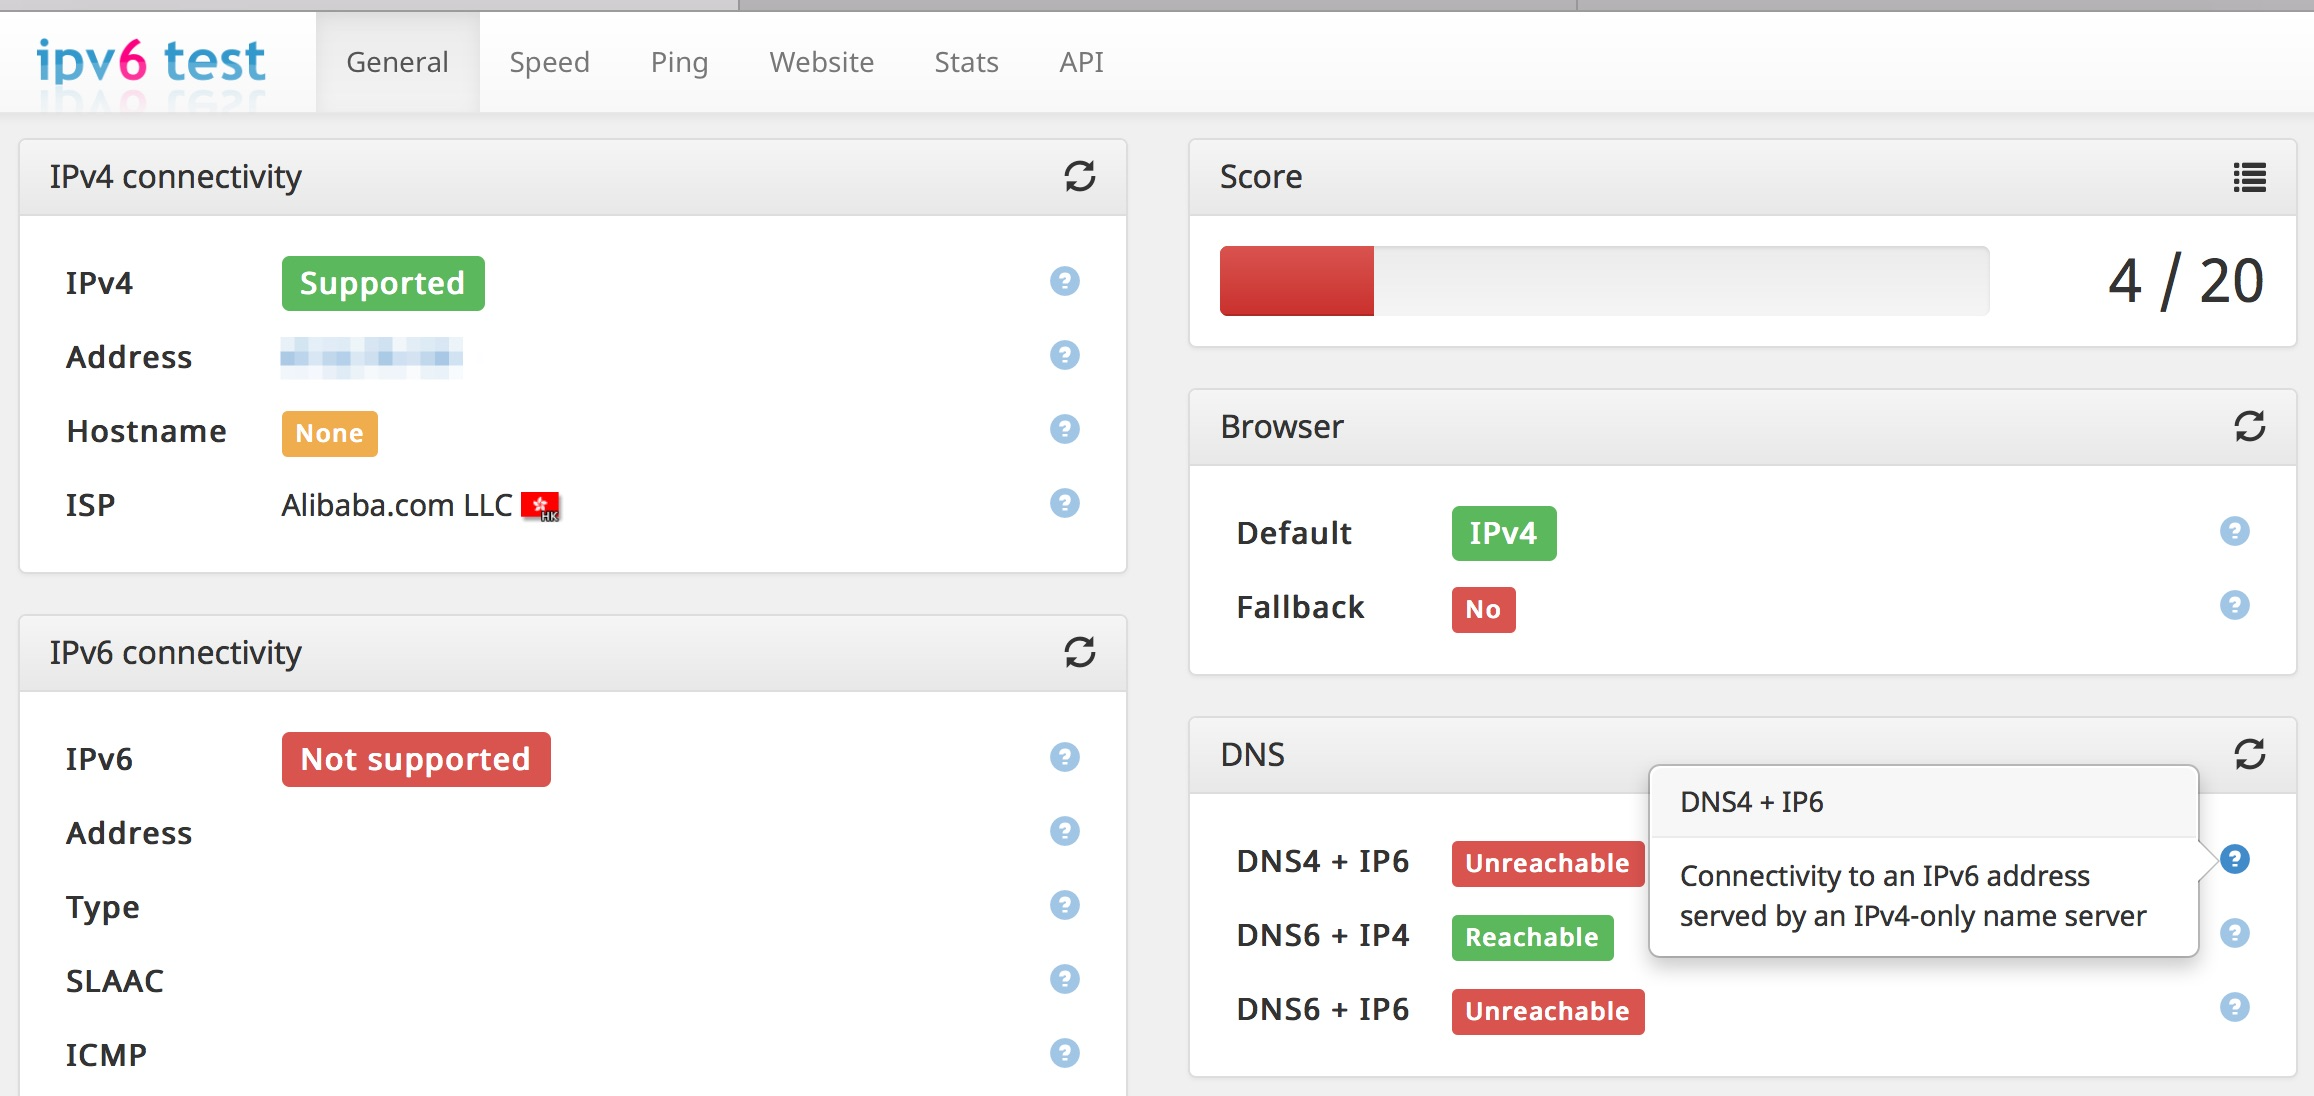 ipv6 test
General Speed Ping Website Stats API
IPv4 connectivity
IPv4 Supported
Address
Hostname None
ISP Alibaba.com LLC HK
IPv6 connectivity
IPv6 Not supported
Address
Type
SLAAC
ICMP
Score
4 / 20
Browser
Default IPv4
Fallback No
DNS
DNS4 + IP6 Unreachable
DNS6 + IP4 Reachable
DNS6 + IP6 Unreachable
DNS4 + IP6
Connectivity to an IPv6 address
served by an IPv4-only name server